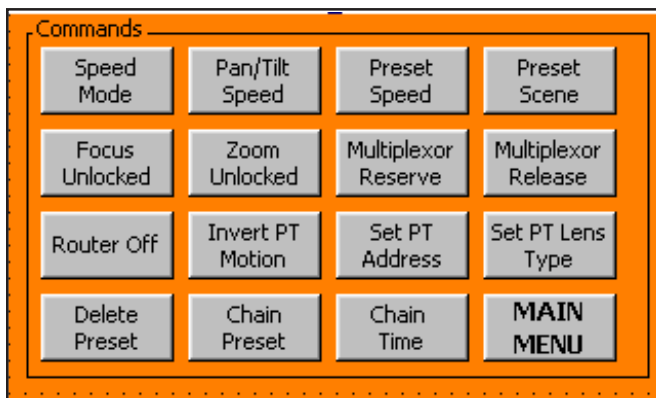 Commands
Speed
Mode
Pan/Tilt
Speed
Preset
Speed
Preset
Scene
Focus
Unlocked
Zoom
Unlocked
Multiplexor
Reserve
Multiplexor
Release
Router Off
Invert PT
Motion
Set PT
Address
Set PT Lens
Type
Delete
Preset
Chain
Preset
Chain
Time
MAIN
MENU